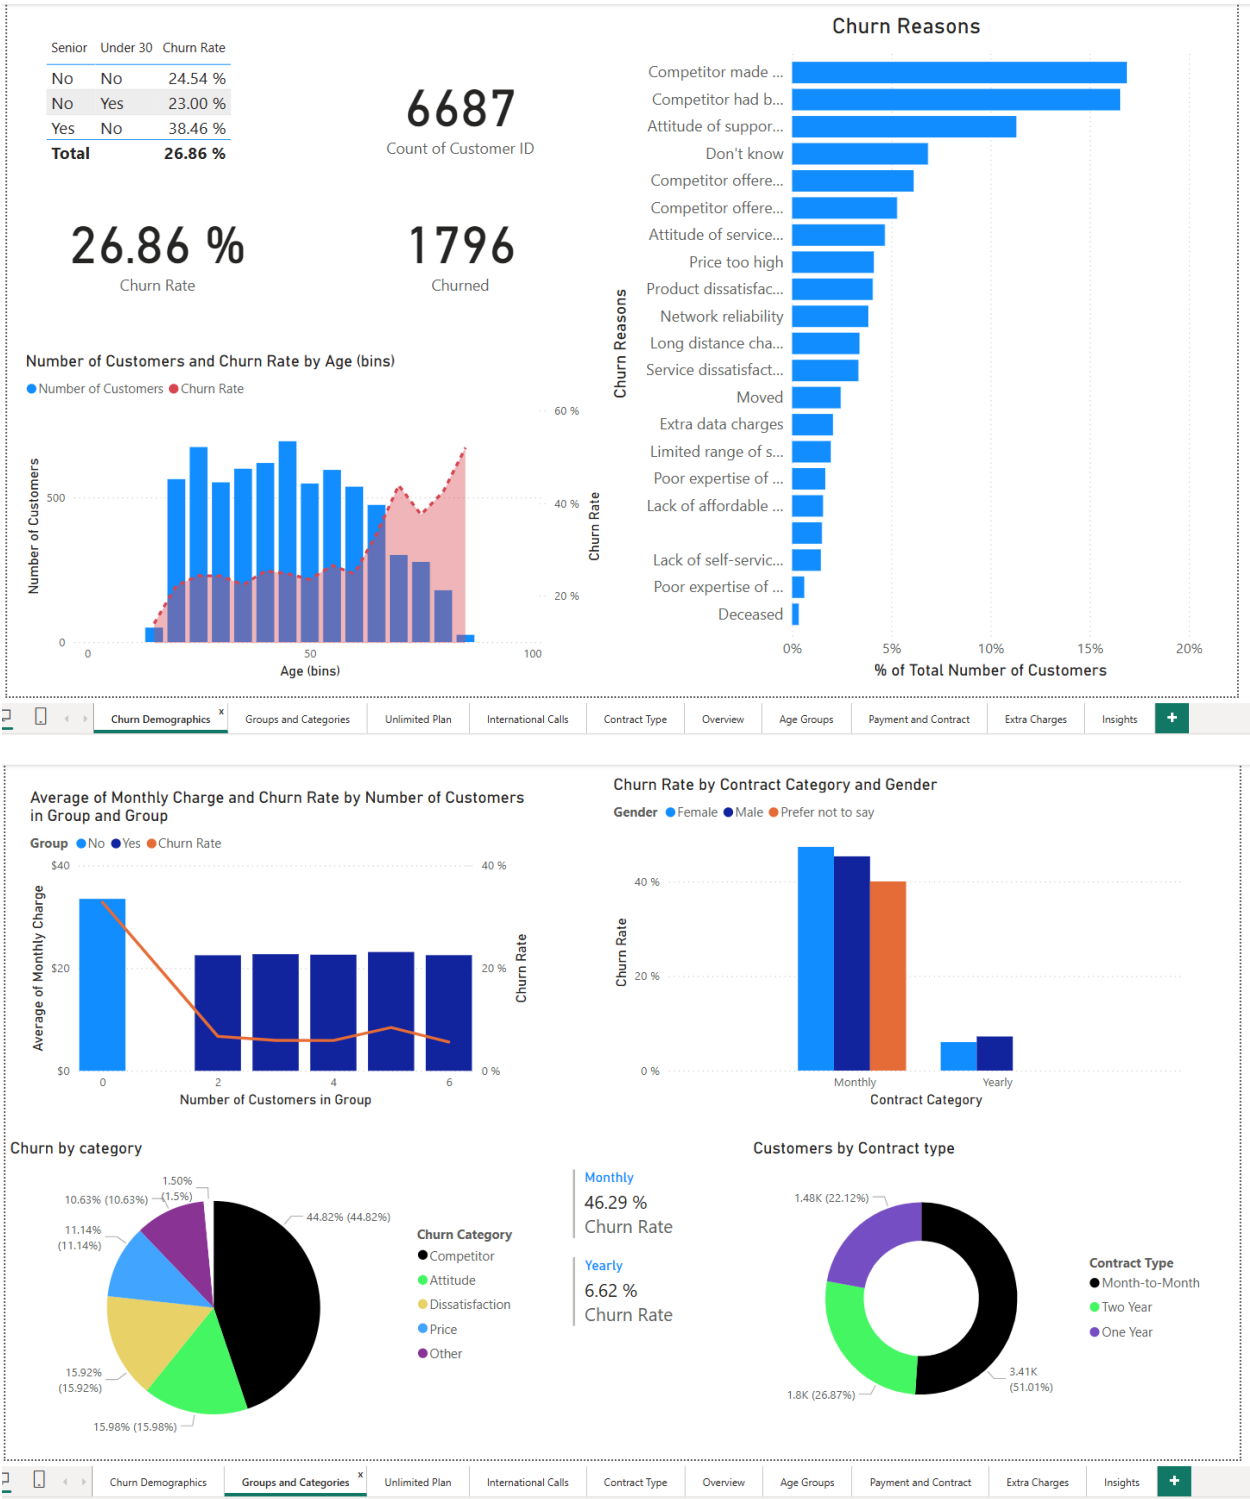 Senior Under 30 Churn Rate
No No 24.54 %
No Yes 23.00 %
Yes No 38.46 %
Total 26.86 %
6687
Count of Customer ID
26.86 %
Churn Rate
1796
Churned
Number of Customers and Churn Rate by Age (bins)
Number of Customers Churn Rate
Number of Customers
500
0
60 %
40 %
20 %
Churn Rate
0 50 100
Age (bins)
Churn Reasons
Churn Reasons
Competitor made ...
Competitor had b...
Attitude of suppor...
Don't know
Competitor offere...
Competitor offere...
Attitude of service...
Price too high
Product dissatisfac...
Network reliability
Long distance cha...
Service dissatisfact...
Moved
Extra data charges
Limited range of s...
Poor expertise of ...
Lack of affordable ...
Lack of self-servic...
Poor expertise of ...
Deceased
0% 5% 10% 15% 20%
% of Total Number of Customers
Churn Demographics x Groups and Categories Unlimited Plan International Calls Contract Type Overview Age Groups Payment and Contract Extra Charges Insights +
Average of Monthly Charge and Churn Rate by Number of Customers
in Group and Group
Group No Yes Churn Rate
Average of Monthly Charge
$40
$20
$0
40 %
20 %
0 %
Churn Rate
0 2 4 6
Number of Customers in Group
Churn Rate by Contract Category and Gender
Gender Female Male Prefer not to say
Churn Rate
40 %
20 %
0 %
Monthly Yearly
Contract Category
Churn by category
1.50%
(1.5%)
10.63% (10.63%)
11.14%
(11.14%)
15.92%
(15.92%)
15.98% (15.98%)
44.82% (44.82%)
Churn Category
Competitor
Attitude
Dissatisfaction
Price
Other
Monthly
46.29 %
Churn Rate
Yearly
6.62 %
Churn Rate
Customers by Contract type
1.48K (22.12%)
1.8K (26.87%)
3.41K
(51.01%)
Contract Type
Month-to-Month
Two Year
One Year
Churn Demographics Groups and Categories x Unlimited Plan International Calls Contract Type Overview Age Groups Payment and Contract Extra Charges Insights +